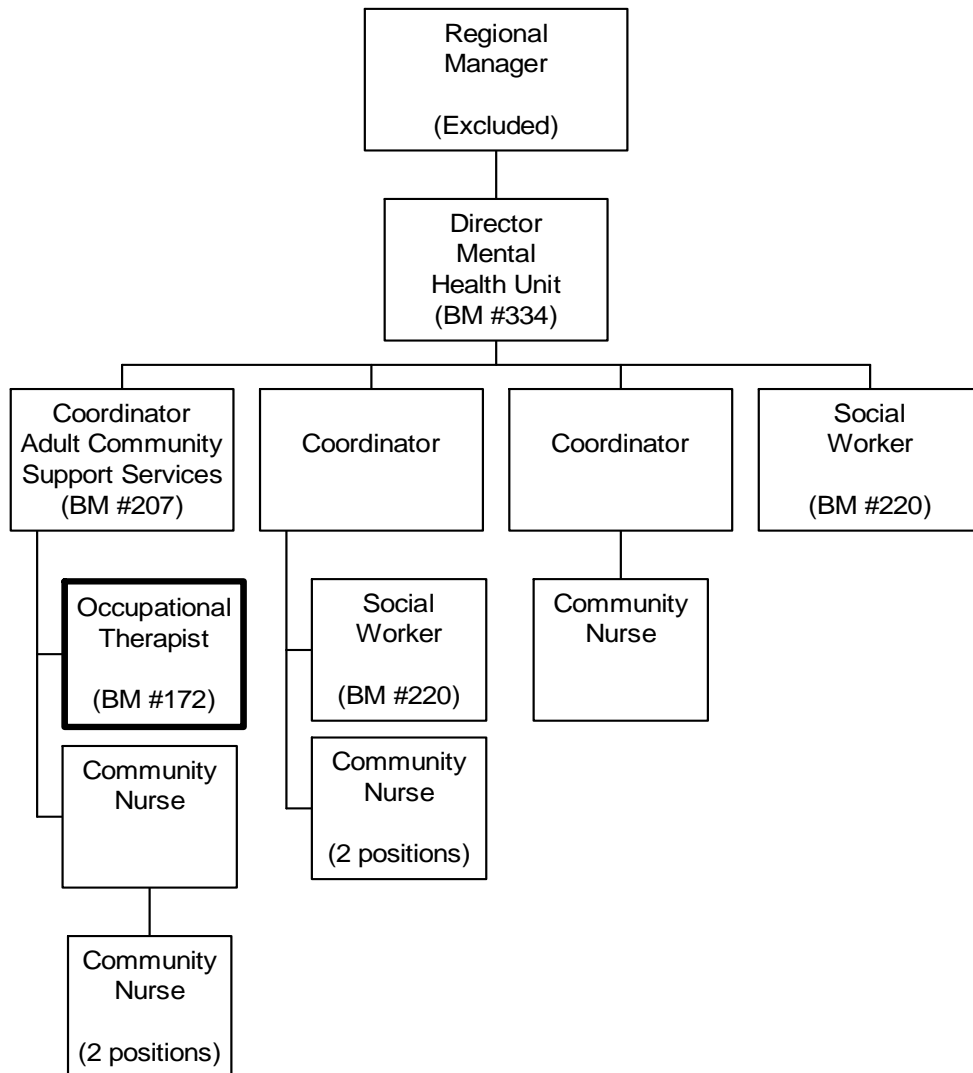 Regional
Manager
(Excluded)
Director
Mental
Health Unit
(BM #334)
Coordinator
Adult Community
Support Services
(BM #207)
Coordinator
Coordinator
Social
Worker
(BM #220)
Occupational
Therapist
(BM #172)
Social
Worker
(BM #220)
Community
Nurse
Community
Nurse
Community
Nurse
(2 positions)
Community
Nurse
(2 positions)